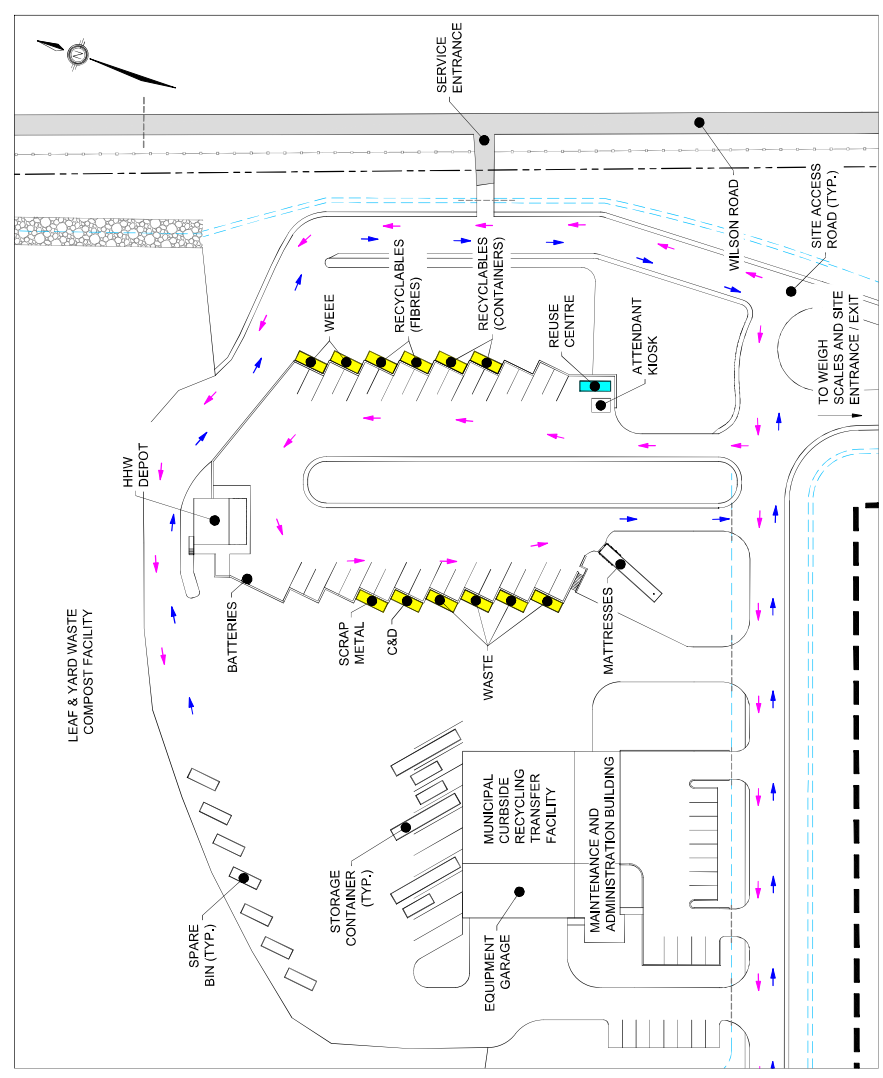 N
SERVICE
ENTRANCE
WILSON ROAD
SITE ACCESS
ROAD (TYP.)
WEEE
RECYCLABLES
(FIBRES)
RECYCLABLES
(CONTAINERS)
REUSE
CENTRE
ATTENDANT
KIOSK
TO WEIGH
SCALES AND SITE
ENTRANCE / EXIT
HHW
DEPOT
LEAF & YARD WASTE
COMPOST FACILITY
BATTERIES
SCRAP
METAL
C&D
WASTE
MATTRESSES
MUNICIPAL
CURBSIDE
RECYCLING
TRANSFER
FACILITY
MAINTENANCE AND
ADMINISTRATION BUILDING
STORAGE
CONTAINER
(TYP.)
SPARE
BIN (TYP.)
EQUIPMENT
GARAGE